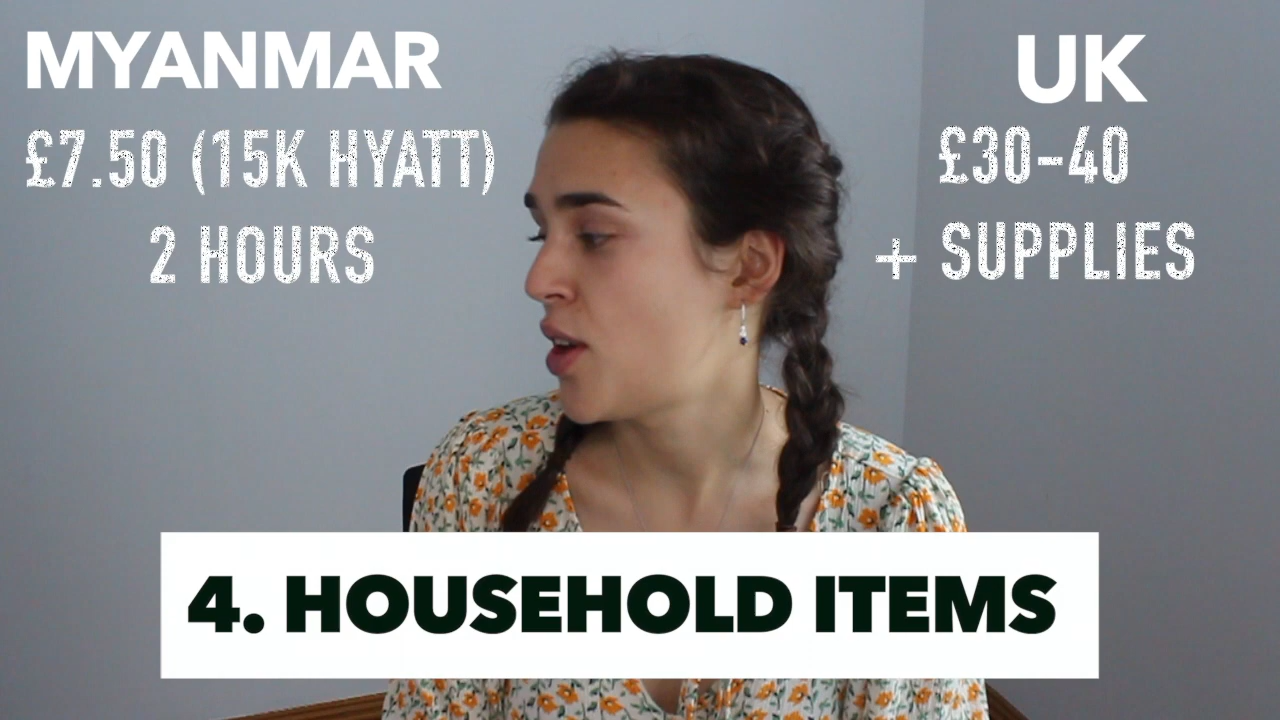 MYANMAR
£7.50 (15K HYATT)
2 HOURS
UK
£30-40
+ SUPPLIES
4. HOUSEHOLD ITEMS